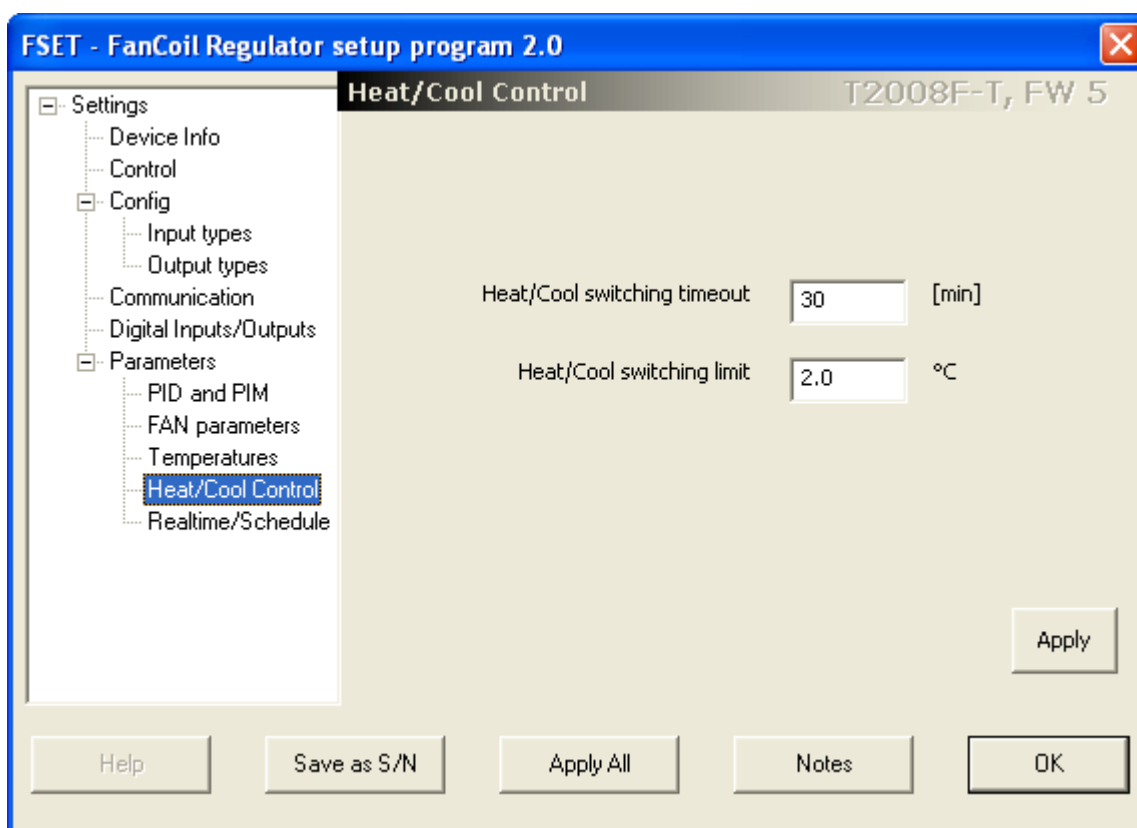 FSET - FanCoil Regulator setup program 2.0
Heat/Cool Control
T2008F-T, FW 5
Settings
Device Info
Control
Config
Input types
Output types
Communication
Digital Inputs/Outputs
Parameters
PID and PIM
FAN parameters
Temperatures
Heat/Cool Control
Realtime/Schedule
Heat/Cool switching timeout 30 [min]
Heat/Cool switching limit 2.0 °C
Apply
Help Save as S/N Apply All Notes OK